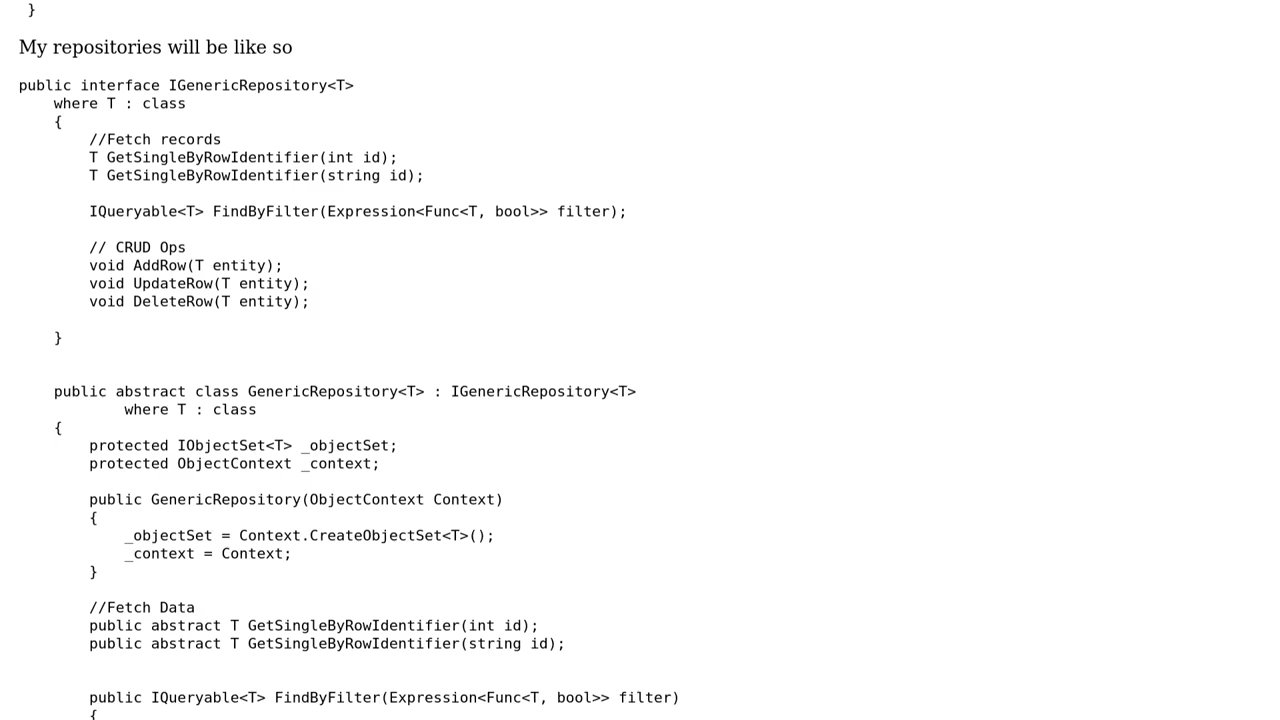 }
My repositories will be like so
public interface IGenericRepository<T>
    where T : class
    {
        //Fetch records
        T GetSingleByRowIdentifier(int id);
        T GetSingleByRowIdentifier(string id);

        IQueryable<T> FindByFilter(Expression<Func<T, bool>> filter);

        // CRUD Ops
        void AddRow(T entity);
        void UpdateRow(T entity);
        void DeleteRow(T entity);

    }


    public abstract class GenericRepository<T> : IGenericRepository<T>
            where T : class
    {
        protected IObjectSet<T> _objectSet;
        protected ObjectContext _context;

        public GenericRepository(ObjectContext Context)
        {
            _objectSet = Context.CreateObjectSet<T>();
            _context = Context;
        }

        //Fetch Data
        public abstract T GetSingleByRowIdentifier(int id);
        public abstract T GetSingleByRowIdentifier(string id);


        public IQueryable<T> FindByFilter(Expression<Func<T, bool>> filter)
        {